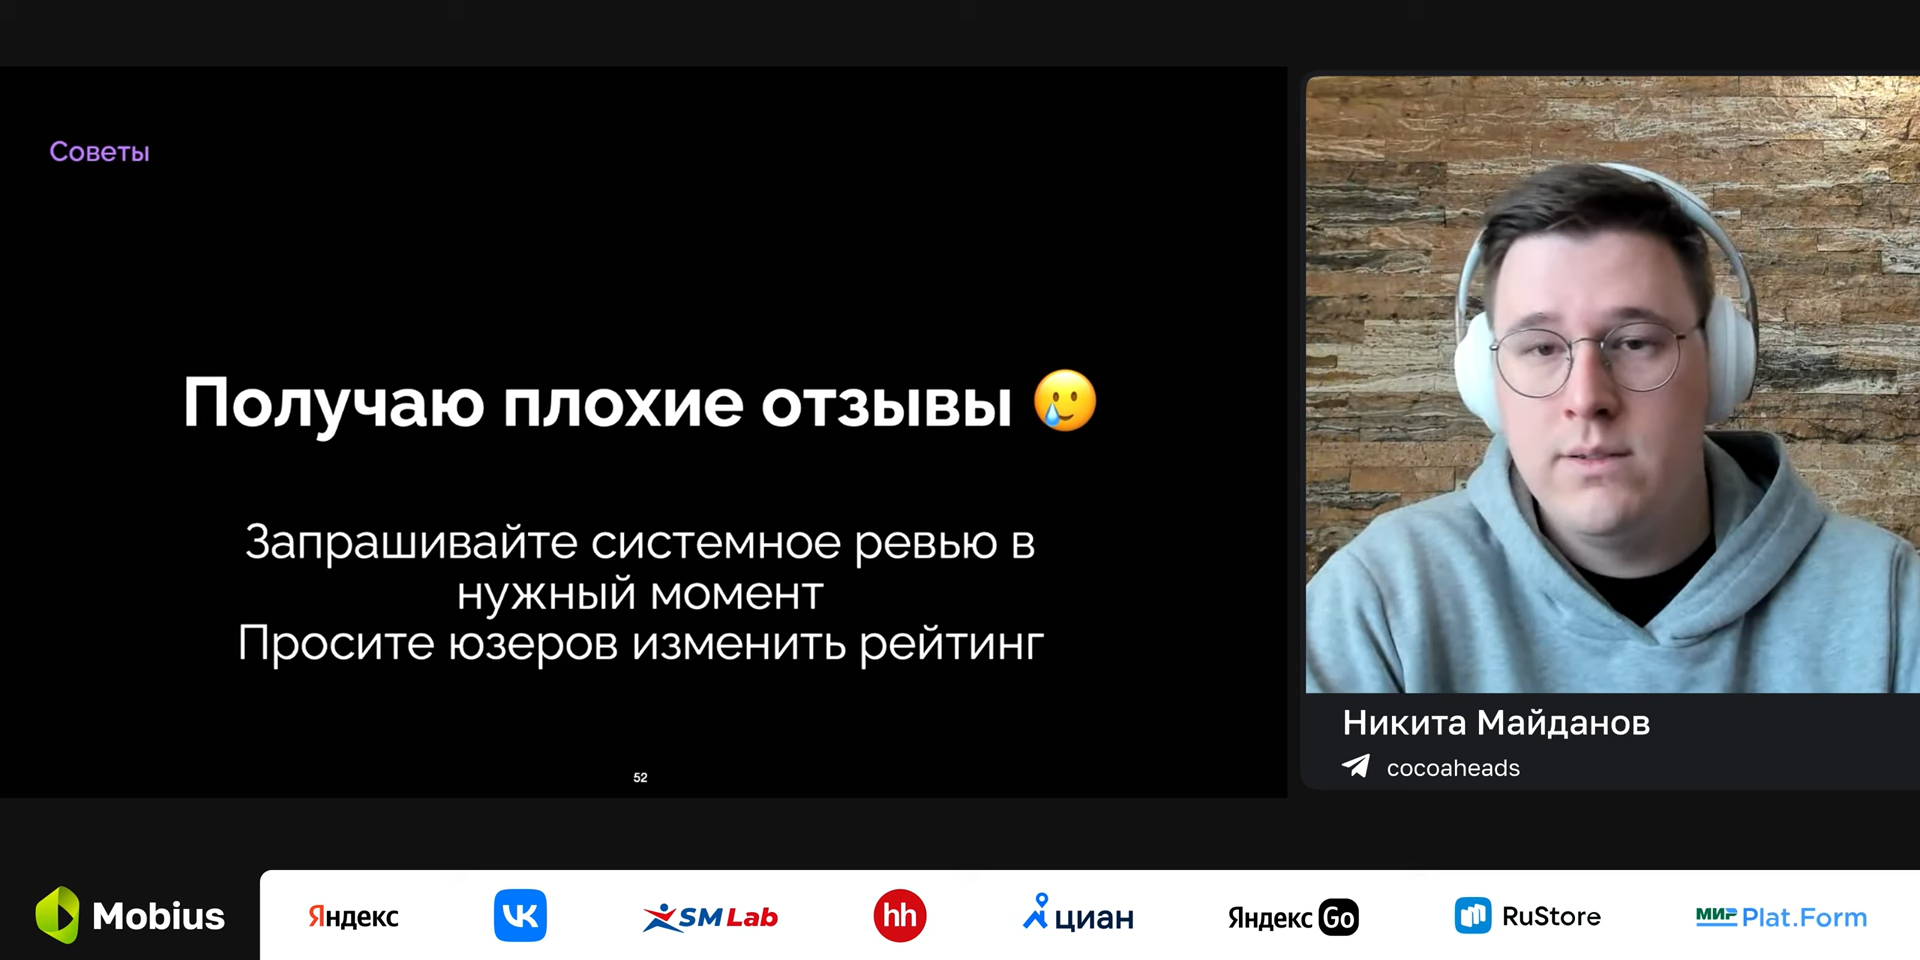 Советы
Получаю плохие отзывы 🥲
Запрашивайте системное ревью в
нужный момент
Просите юзеров изменить рейтинг
52
Никита Майданов
cocoaheads
Mobius
Яндекс
VK
SM Lab
hh
циан
Яндекс Go
RuStore
МИР Plat.Form